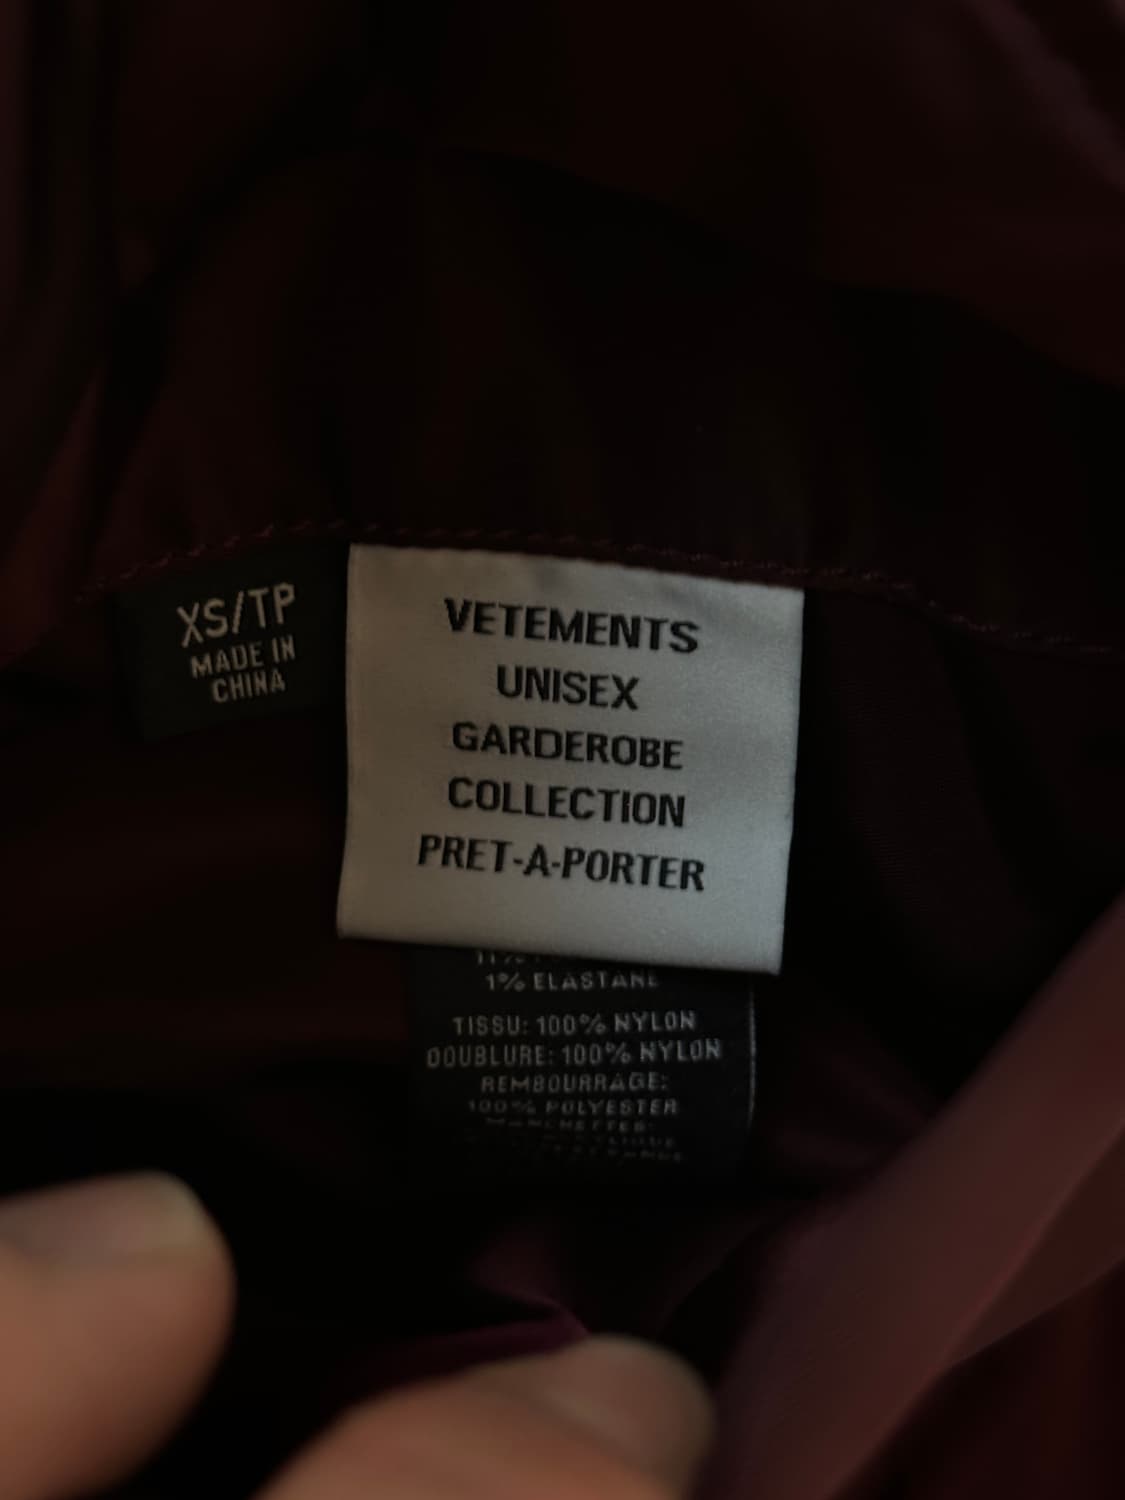 XS/TP
MADE IN
CHINA
VETEMENTS
UNISEX
GARDEROBE
COLLECTION
PRET-A-PORTER
1% ELASTANE
TISSU: 100% NYLON
DOUBLURE: 100% NYLON
REMBOURRAGE:
100% POLYESTER